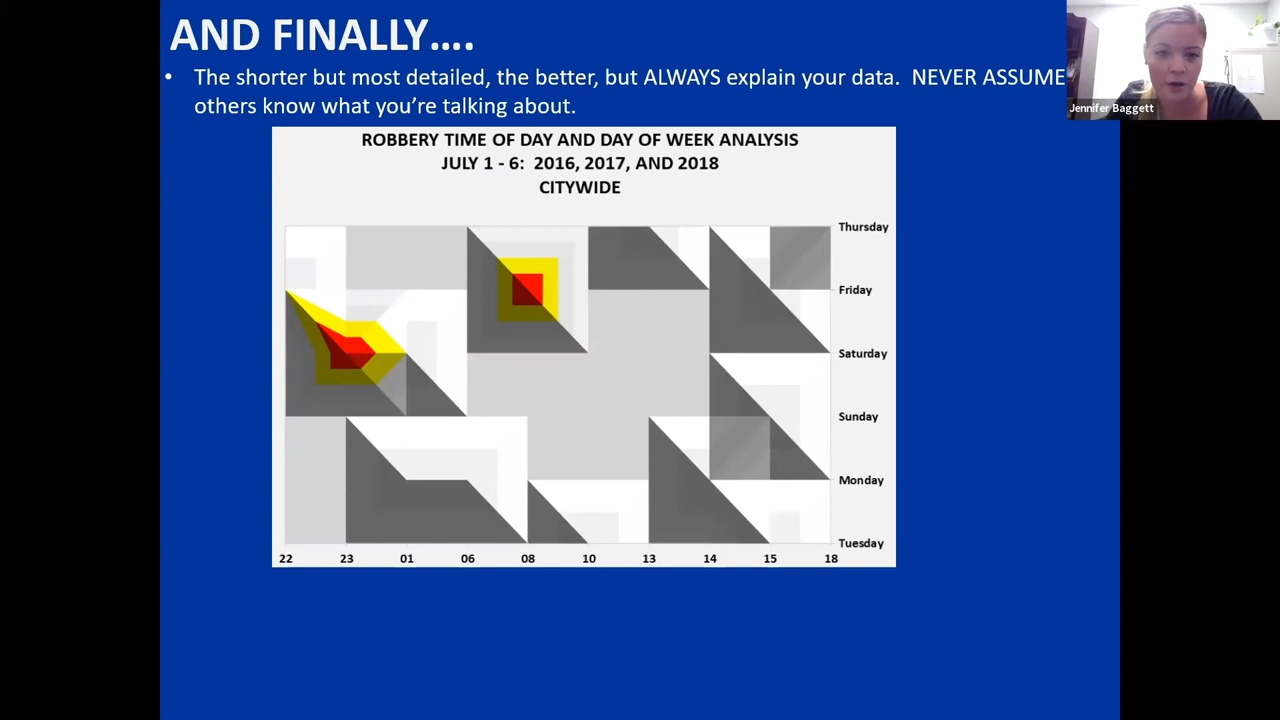 AND FINALLY….
• The shorter but most detailed, the better, but ALWAYS explain your data.  NEVER ASSUME
others know what you're talking about.
Jennifer Baggett
ROBBERY TIME OF DAY AND DAY OF WEEK ANALYSIS
JULY 1 - 6:  2016, 2017, AND 2018
CITYWIDE
Thursday
Friday
Saturday
Sunday
Monday
Tuesday
22 23 01 06 08 10 13 14 15 18